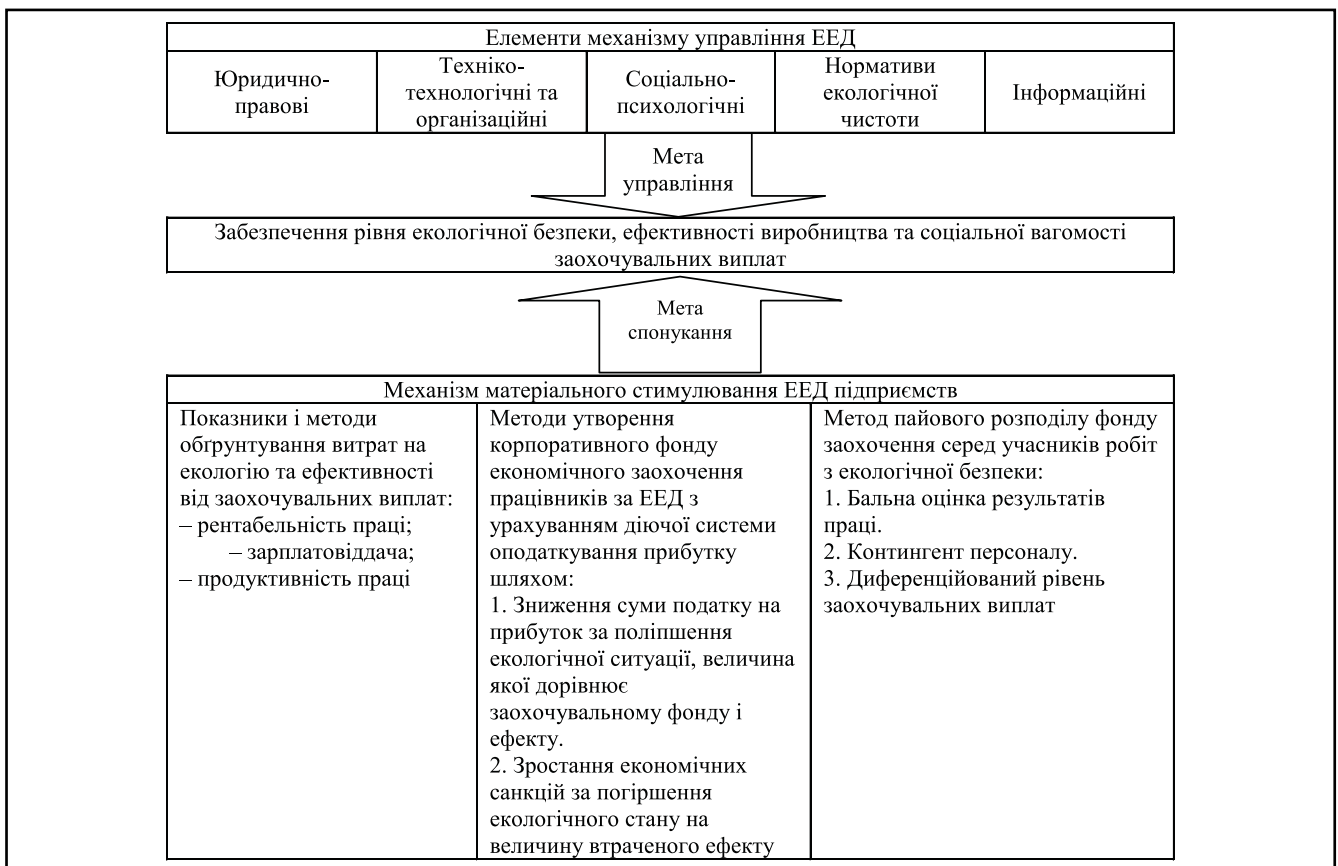 Елементи механізму управління ЕЕД
Юридично-
правові
Техніко-
технологічні та
організаційні
Соціально-
психологічні
Нормативи
екологічної
чистоти
Інформаційні
Мета
управління
Забезпечення рівня екологічної безпеки, ефективності виробництва та соціальної вагомості
заохочувальних виплат
Мета
спонукання
Механізм матеріального стимулювання ЕЕД підприємств
Показники і методи
обґрунтування витрат на
екологію та ефективності
від заохочувальних виплат:
– рентабельність праці;
– зарплатовіддача;
– продуктивність праці
Методи утворення
корпоративного фонду
економічного заохочення
працівників за ЕЕД з
урахуванням діючої системи
оподаткування прибутку
шляхом:
1. Зниження суми податку на
прибуток за поліпшення
екологічної ситуації, величина
якої дорівнює
заохочувальному фонду і
ефекту.
2. Зростання економічних
санкцій за погіршення
екологічного стану на
величину втраченого ефекту
Метод пайового розподілу фонду
заохочення серед учасників робіт
з екологічної безпеки:
1. Бальна оцінка результатів
праці.
2. Контингент персоналу.
3. Диференційований рівень
заохочувальних виплат